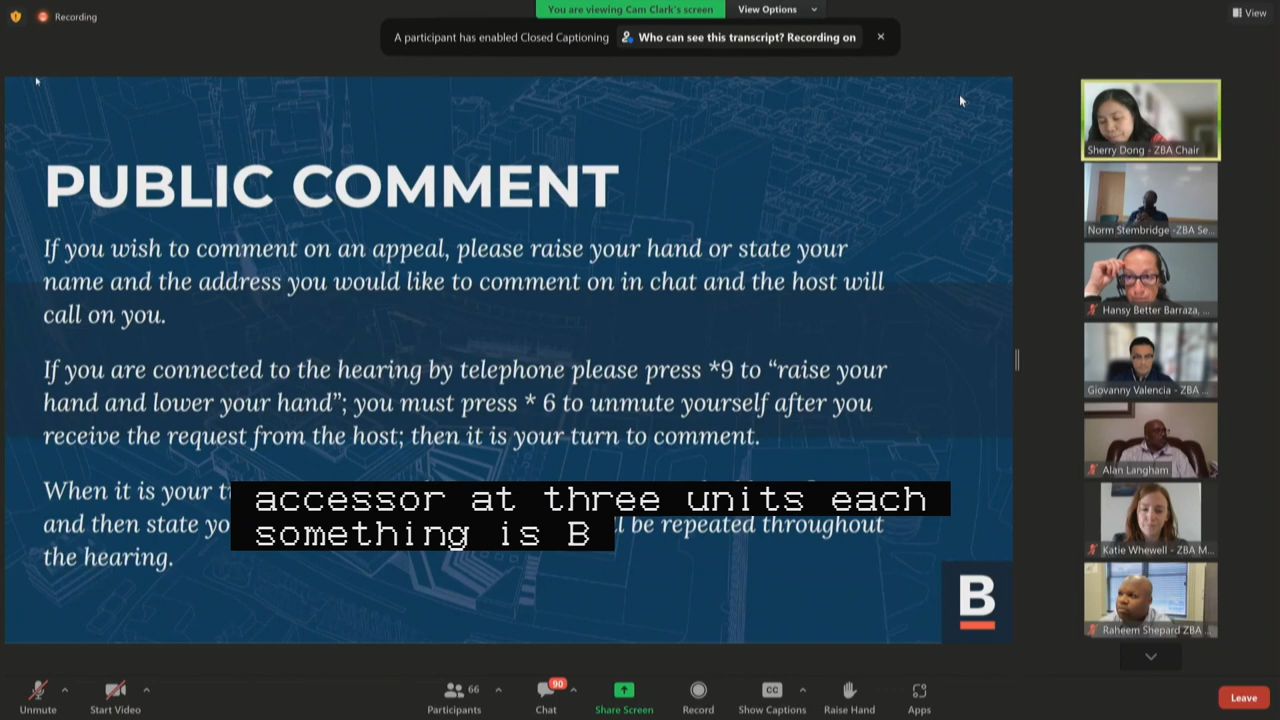 Recording
You are viewing Cam Clark's screen
View Options
View
A participant has enabled Closed Captioning
Who can see this transcript? Recording on
PUBLIC COMMENT
If you wish to comment on an appeal, please raise your hand or state your
name and the address you would like to comment on in chat and the host will
call on you.
If you are connected to the hearing by telephone please press *9 to “raise your
hand and lower your hand”; you must press * 6 to unmute yourself after you
receive the request from the host; then it is your turn to comment.
When it is your
and then state
be repeated throughout
the hearing.
accessor at three units each
something is B
B
Sherry Dong - ZBA Chair
Norm Stembridge -ZBA Se...
Hansy Better Barraza, ...
Giovanny Valencia - ZBA ...
Alan Langham
Katie Whewell - ZBA M...
Raheem Shepard ZBA
Unmute
Start Video
66
Participants
90
Chat
Share Screen
Record
CC
Show Captions
Raise Hand
Apps
Leave